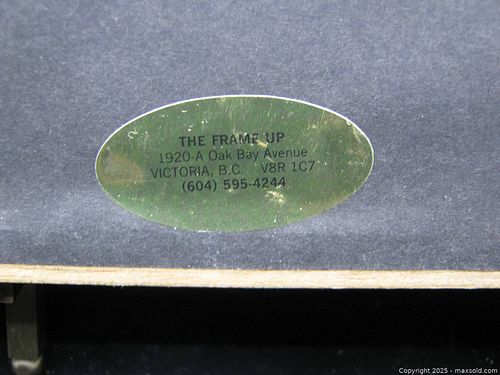 THE FRAME UP
1920-A Oak Bay Avenue
VICTORIA, B.C. V8R 1C7
(604) 595-4244
Copyright 2025 - maxsold.com